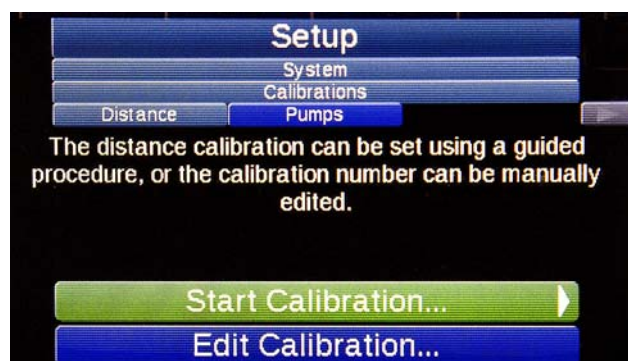 Setup
System
Calibrations
Distance Pumps
The distance calibration can be set using a guided
procedure, or the calibration number can be manually
edited.
Start Calibration...
Edit Calibration...